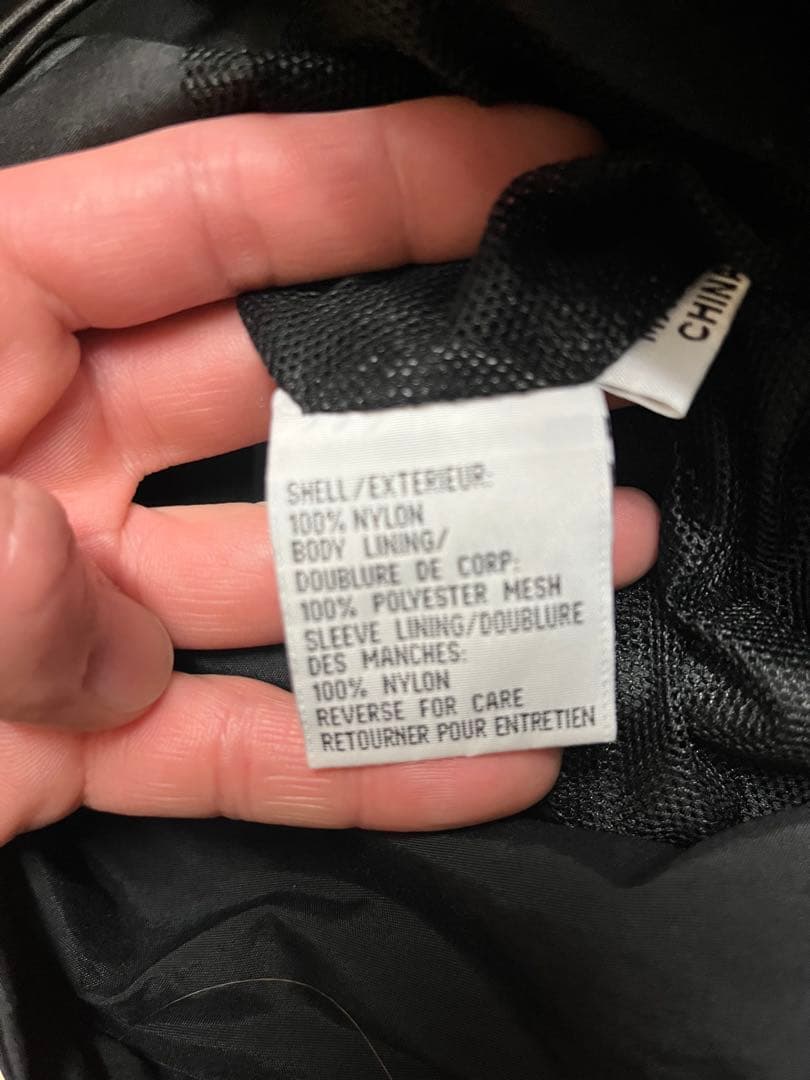 CHINA
SHELL/EXTERIEUR:
100% NYLON
BODY LINING/
DOUBLURE DE CORP:
100% POLYESTER MESH
SLEEVE LINING/DOUBLURE
DES MANCHES:
100% NYLON
REVERSE FOR CARE
RETOURNER POUR ENTRETIEN